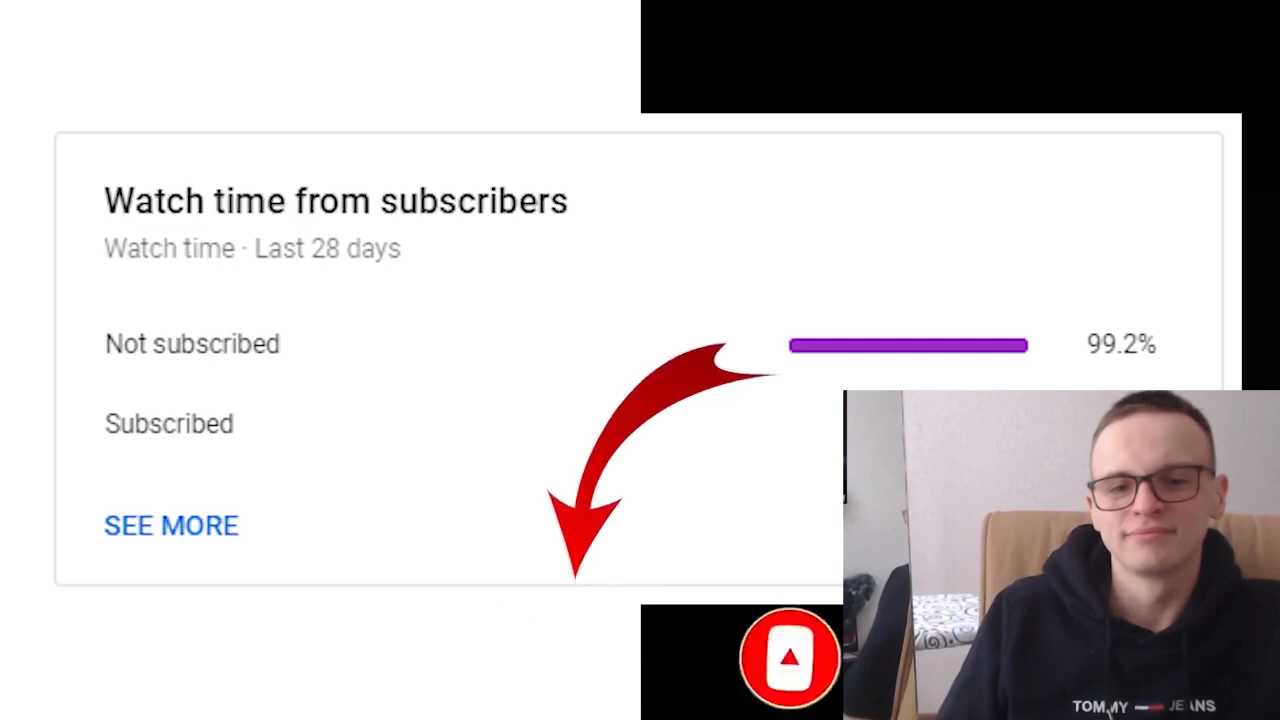 Watch time from subscribers
Watch time · Last 28 days
Not subscribed 99.2%
Subscribed
SEE MORE
TOMMY JEANS